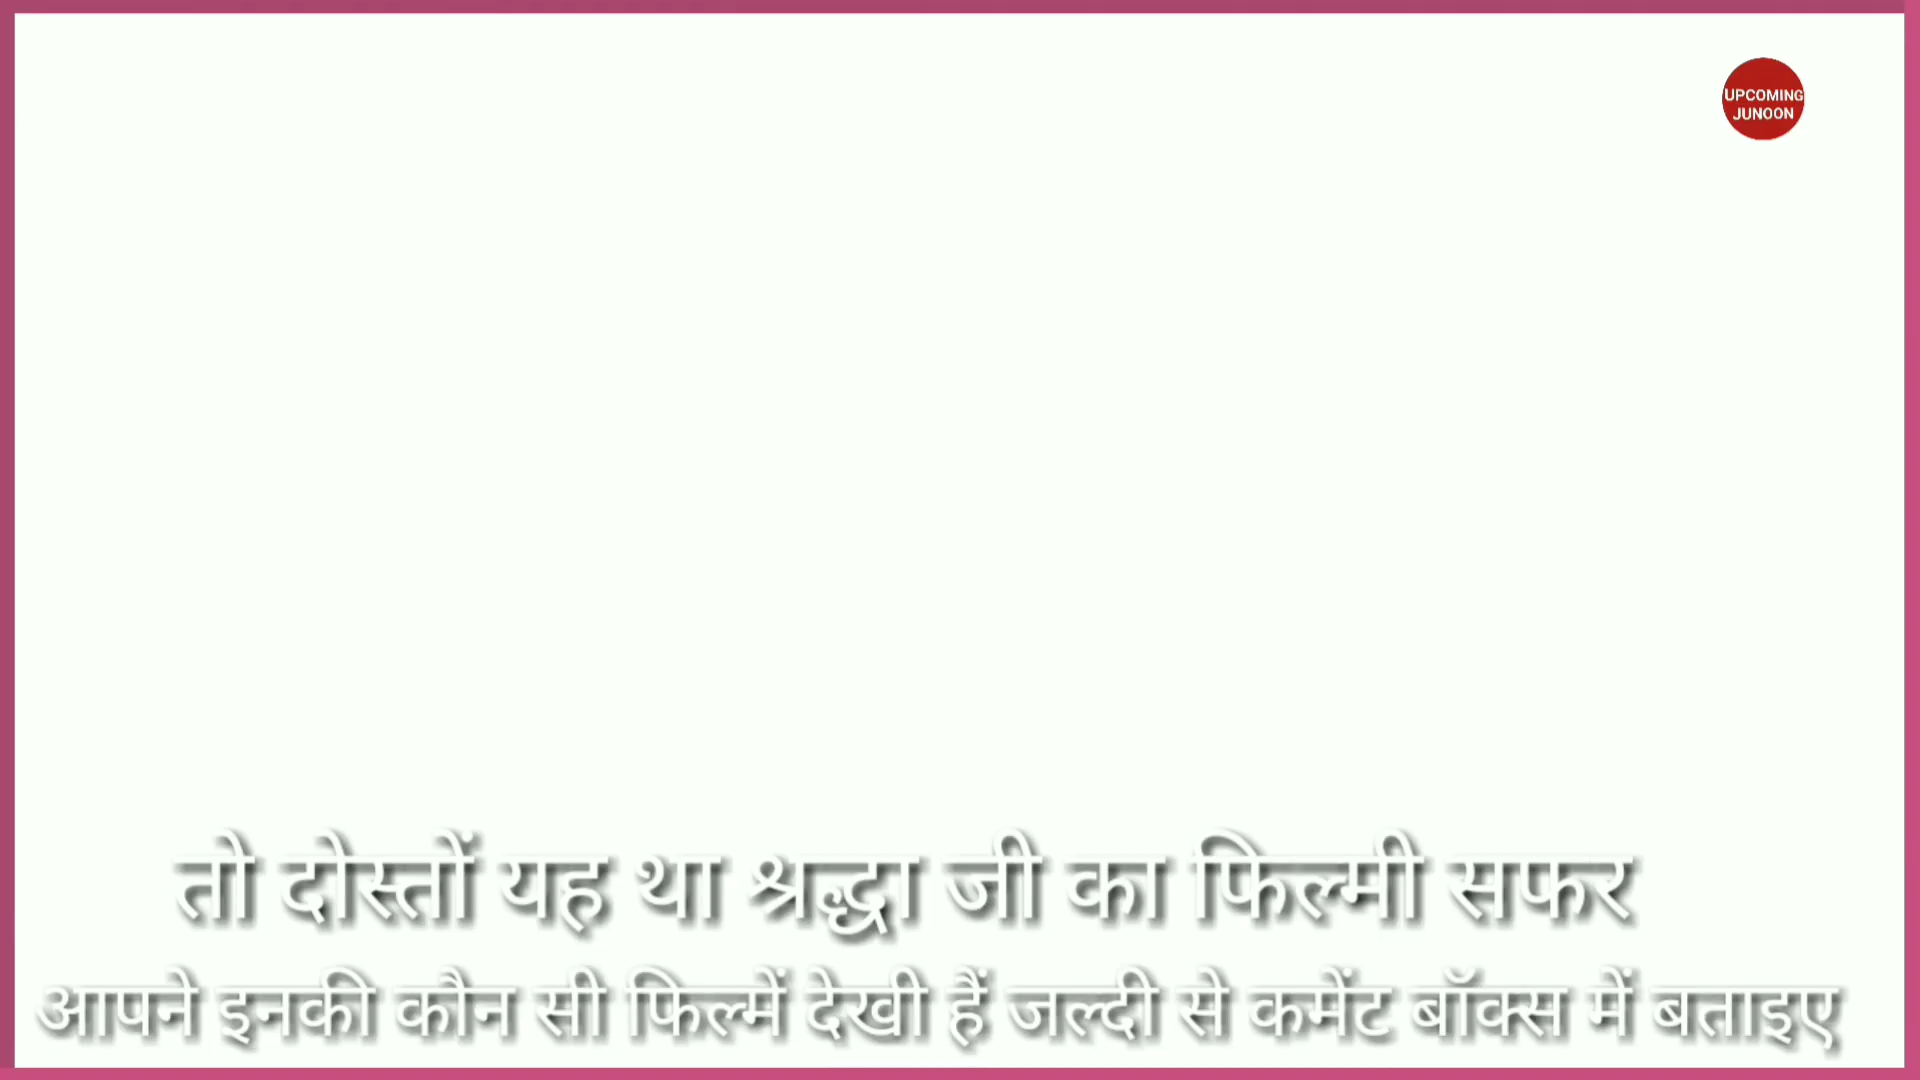 UPCOMING
JUNOON
तो दोस्तों यह था श्रद्धा जी का फिल्मी सफर
आपने इनकी कौन सी फिल्में देखी हैं जल्दी से कमेंट बॉक्स में बताइए